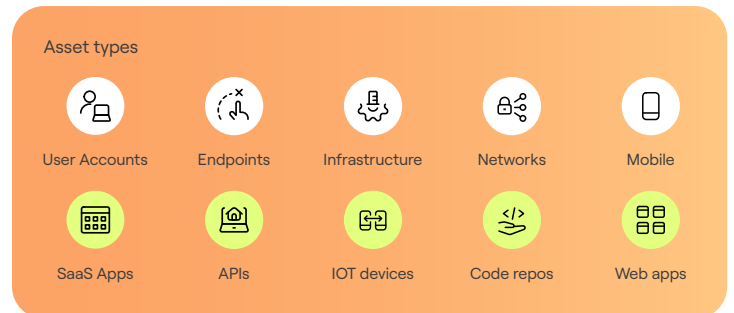 Asset types
User Accounts
Endpoints
Infrastructure
Networks
Mobile
SaaS Apps
APIs
IOT devices
Code repos
Web apps